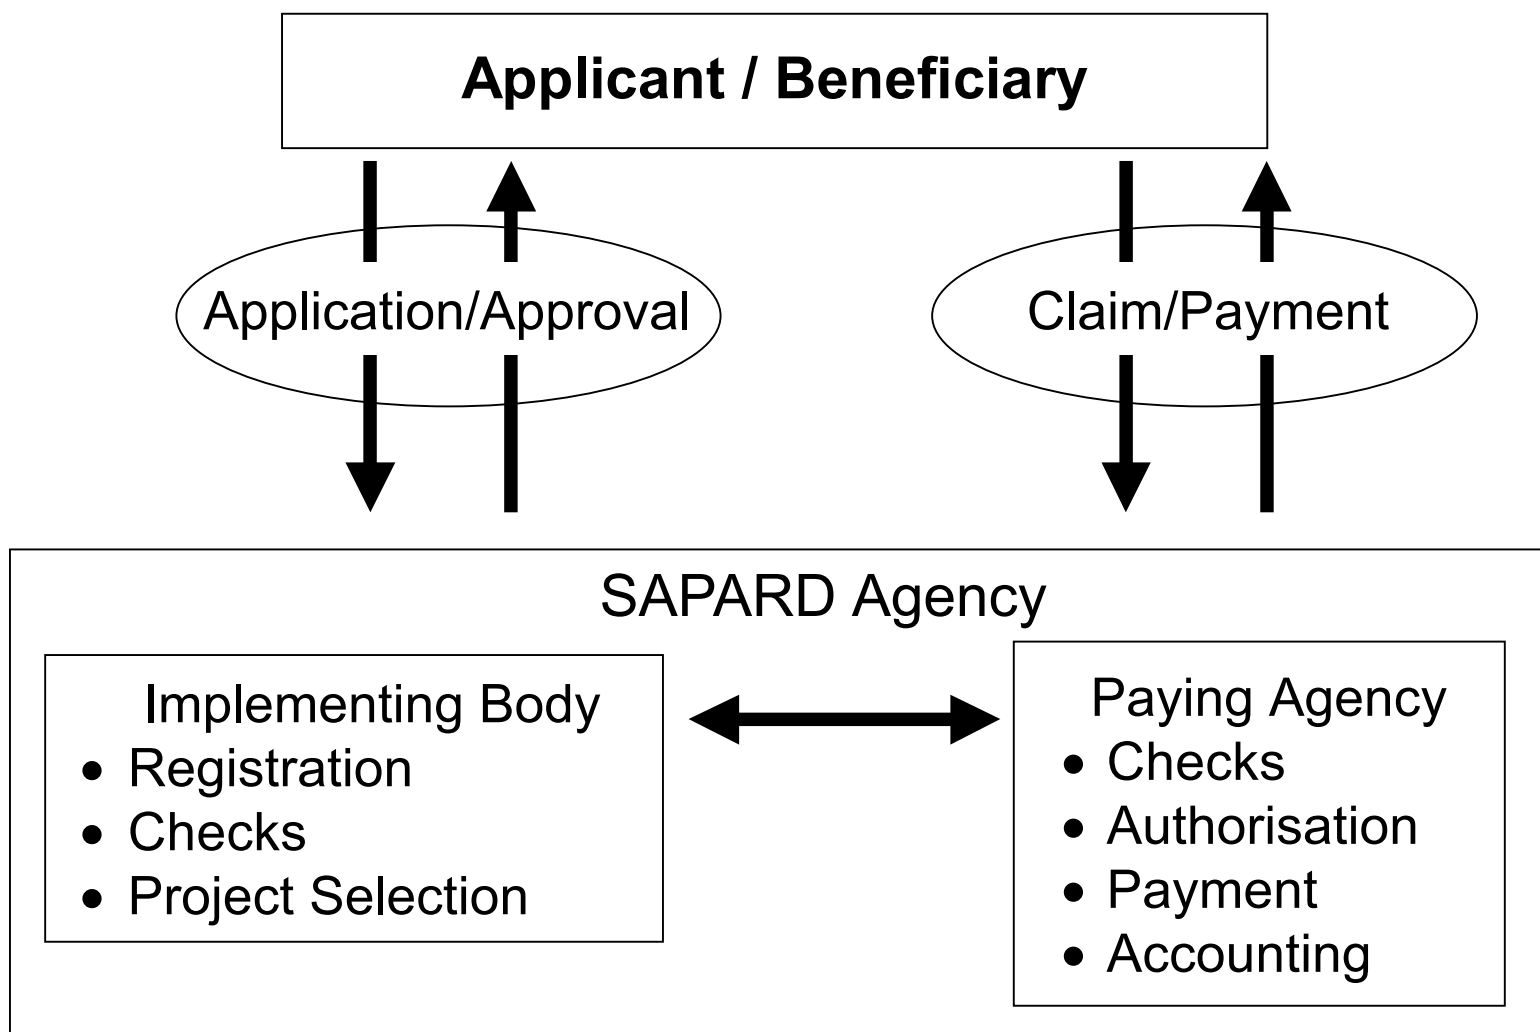 Applicant / Beneficiary
Application/Approval
Claim/Payment
SAPARD Agency
Implementing Body
• Registration
• Checks
• Project Selection
Paying Agency
• Checks
• Authorisation
• Payment
• Accounting